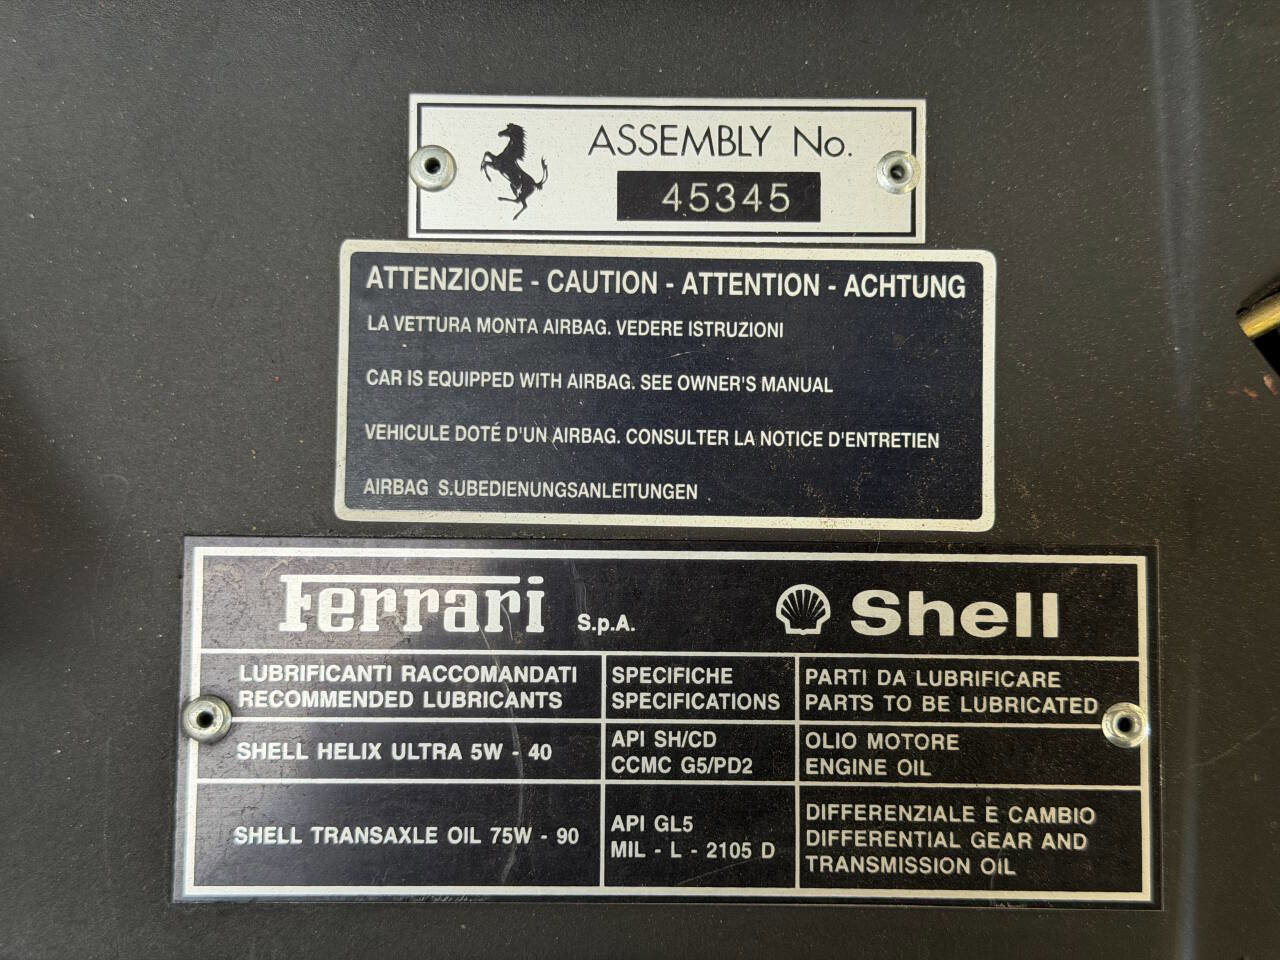 ASSEMBLY No.
45345
ATTENZIONE - CAUTION - ATTENTION - ACHTUNG
LA VETTURA MONTA AIRBAG. VEDERE ISTRUZIONI
CAR IS EQUIPPED WITH AIRBAG. SEE OWNER'S MANUAL
VEHICULE DOTÉ D'UN AIRBAG. CONSULTER LA NOTICE D'ENTRETIEN
AIRBAG S.UBEDIENUNGSANLEITUNGEN
Ferrari S.p.A. Shell
LUBRIFICANTI RACCOMANDATI
RECOMMENDED LUBRICANTS
SPECIFICHE
SPECIFICATIONS
PARTI DA LUBRIFICARE
PARTS TO BE LUBRICATED
SHELL HELIX ULTRA 5W - 40
API SH/CD
CCMC G5/PD2
OLIO MOTORE
ENGINE OIL
SHELL TRANSAXLE OIL 75W - 90
API GL5
MIL - L - 2105 D
DIFFERENZIALE E CAMBIO
DIFFERENTIAL GEAR AND
TRANSMISSION OIL